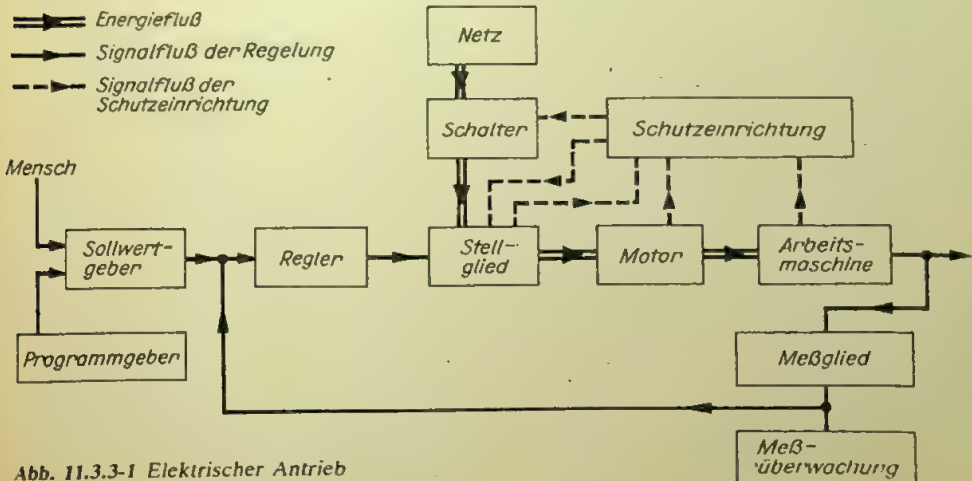 Energiefluß
Netz
Signalfluß der Regelung
Signalfluß der
Schutzeinrichtung
Schalter
Schutzeinrichtung
Mensch
Sollwert-
geber
Regler
Stell-
glied
Motor
Arbeits-
maschine
Programmgeber
Meßglied
Meß-
überwachung
Abb. 11.3.3-1 Elektrischer Antrieb